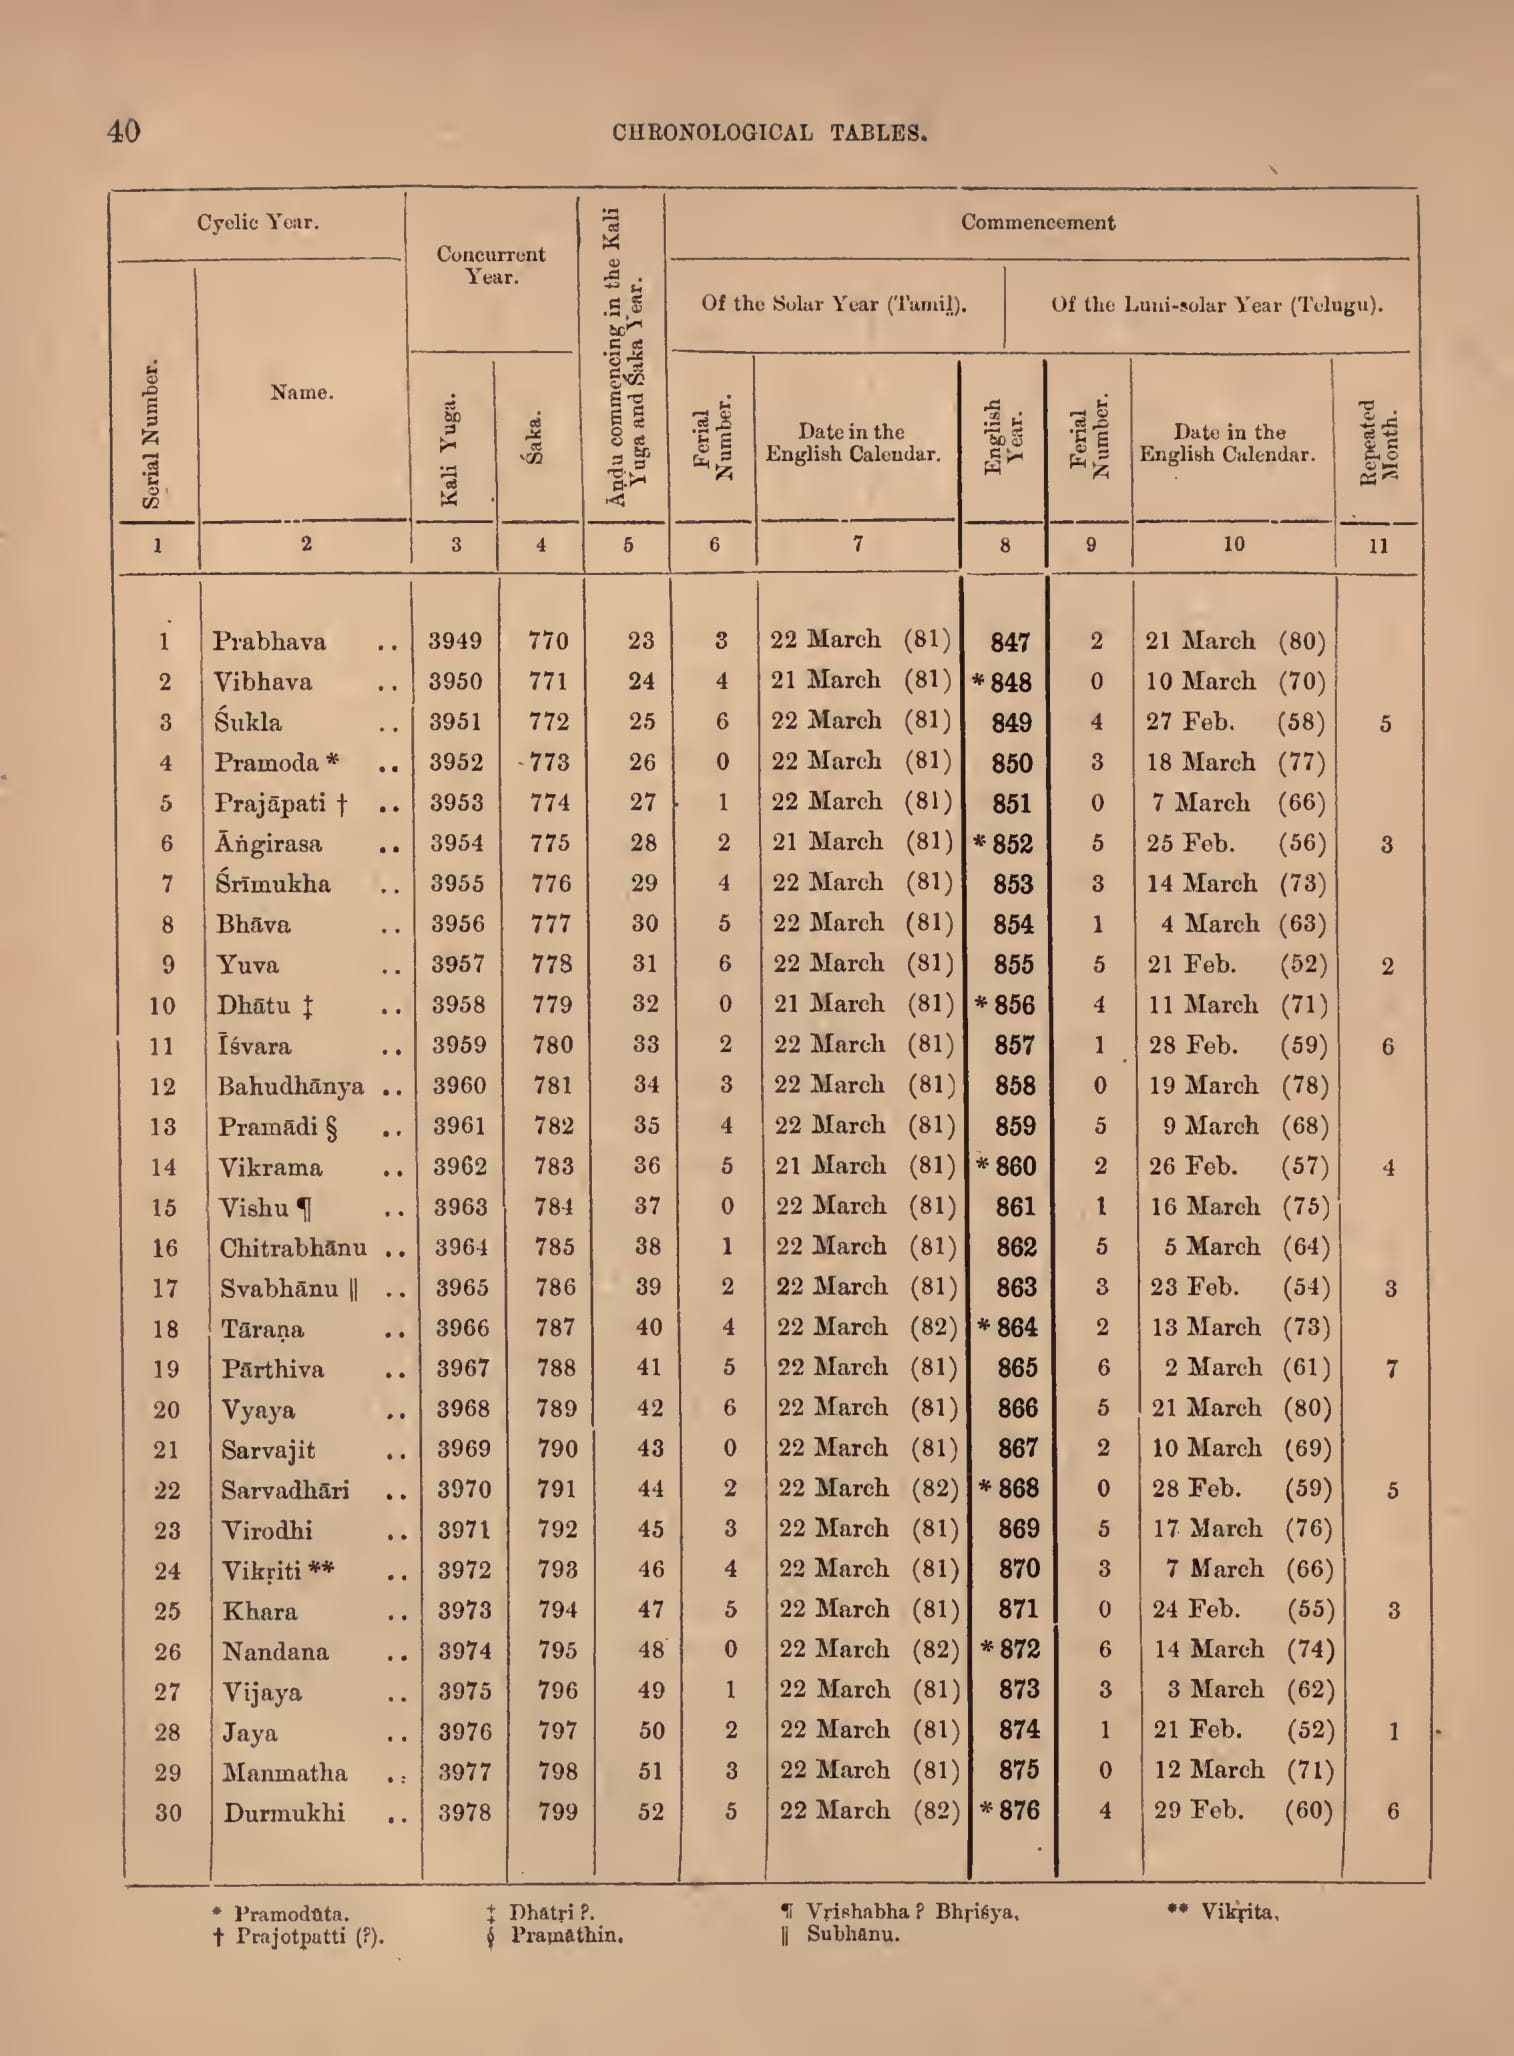 40
CHRONOLOGICAL TABLES.
Cyclic Year.
Concurrent
Year.
Āṇḍu commencing in the Kali
Yuga and Śaka Year.
Commencement
Of the Solar Year (Tamiḻ).
Of the Luni-solar Year (Telugu).
Serial Number.
Name.
Kali Yuga.
Śaka.
Ferial
Number.
Date in the
English Calendar.
English
Year.
Ferial
Number.
Date in the
English Calendar.
Repeated
Month.
1 2 3 4 5 6 7 8 9 10 11
1 Prabhava .. 3949 770 23 3 22 March (81) 847 2 21 March (80)
2 Vibhava .. 3950 771 24 4 21 March (81) *848 0 10 March (70)
3 Śukla .. 3951 772 25 6 22 March (81) 849 4 27 Feb. (58) 5
4 Pramoda * .. 3952 773 26 0 22 March (81) 850 3 18 March (77)
5 Prajāpati † .. 3953 774 27 1 22 March (81) 851 0 7 March (66)
6 Āṅgirasa .. 3954 775 28 2 21 March (81) *852 5 25 Feb. (56) 3
7 Śrīmukha .. 3955 776 29 4 22 March (81) 853 3 14 March (73)
8 Bhāva .. 3956 777 30 5 22 March (81) 854 1 4 March (63)
9 Yuva .. 3957 778 31 6 22 March (81) 855 5 21 Feb. (52) 2
10 Dhātu ‡ .. 3958 779 32 0 21 March (81) *856 4 11 March (71)
11 Īśvara .. 3959 780 33 2 22 March (81) 857 1 28 Feb. (59) 6
12 Bahudhānya .. 3960 781 34 3 22 March (81) 858 0 19 March (78)
13 Pramādi § .. 3961 782 35 4 22 March (81) 859 5 9 March (68)
14 Vikrama .. 3962 783 36 5 21 March (81) *860 2 26 Feb. (57) 4
15 Vishu ¶ .. 3963 784 37 0 22 March (81) 861 1 16 March (75)
16 Chitrabhānu .. 3964 785 38 1 22 March (81) 862 5 5 March (64)
17 Svabhānu ‖ .. 3965 786 39 2 22 March (81) 863 3 23 Feb. (54) 3
18 Tāraṇa .. 3966 787 40 4 22 March (82) *864 2 13 March (73)
19 Pārthiva .. 3967 788 41 5 22 March (81) 865 6 2 March (61) 7
20 Vyaya .. 3968 789 42 6 22 March (81) 866 5 21 March (80)
21 Sarvajit .. 3969 790 43 0 22 March (81) 867 2 10 March (69)
22 Sarvadhāri .. 3970 791 44 2 22 March (82) *868 0 28 Feb. (59) 5
23 Virodhi .. 3971 792 45 3 22 March (81) 869 5 17 March (76)
24 Vikṛiti ** .. 3972 793 46 4 22 March (81) 870 3 7 March (66)
25 Khara .. 3973 794 47 5 22 March (81) 871 0 24 Feb. (55) 3
26 Nandana .. 3974 795 48 0 22 March (82) *872 6 14 March (74)
27 Vijaya .. 3975 796 49 1 22 March (81) 873 3 3 March (62)
28 Jaya .. 3976 797 50 2 22 March (81) 874 1 21 Feb. (52) 1
29 Manmatha .. 3977 798 51 3 22 March (81) 875 0 12 March (71)
30 Durmukhi .. 3978 799 52 5 22 March (82) *876 4 29 Feb. (60) 6
* Pramodūta. ‡ Dhātṛi ?. ¶ Vṛishabha ? Bhṛiśya. ** Vikṛita.
† Prajotpatti (?). § Pramāthin. ‖ Subhānu.